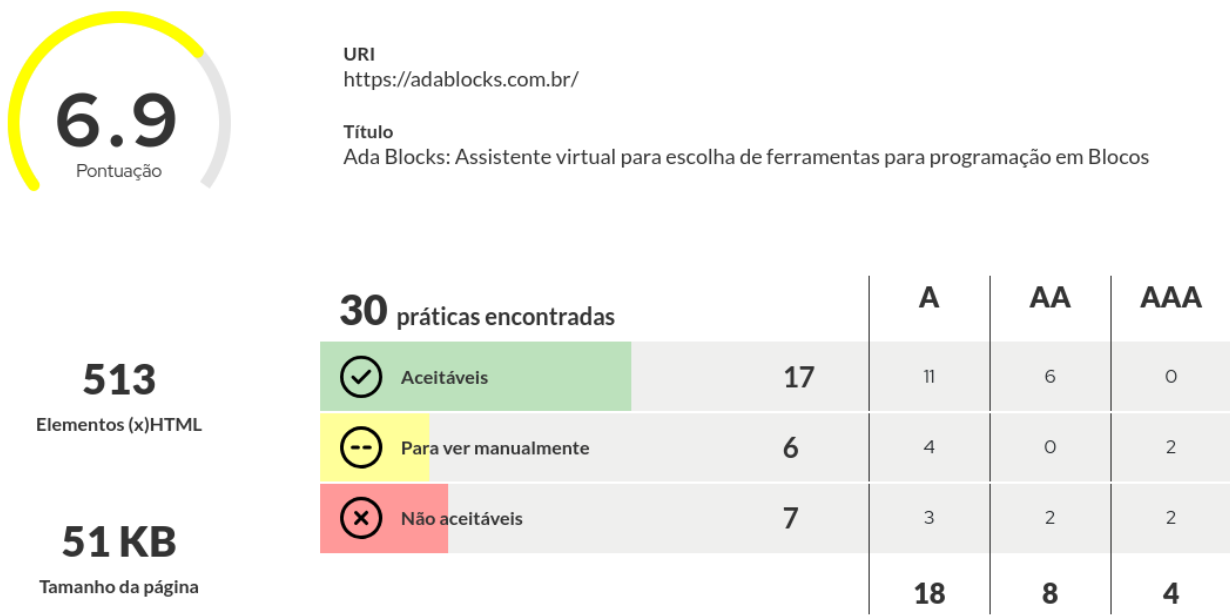 6.9
Pontuação
URI
https://adablocks.com.br/
Título
Ada Blocks: Assistente virtual para escolha de ferramentas para programação em Blocos
513
Elementos (x)HTML
51 KB
Tamanho da página
30 práticas encontradas A AA AAA
Aceitáveis 17 11 6 0
Para ver manualmente 6 4 0 2
Não aceitáveis 7 3 2 2
18 8 4